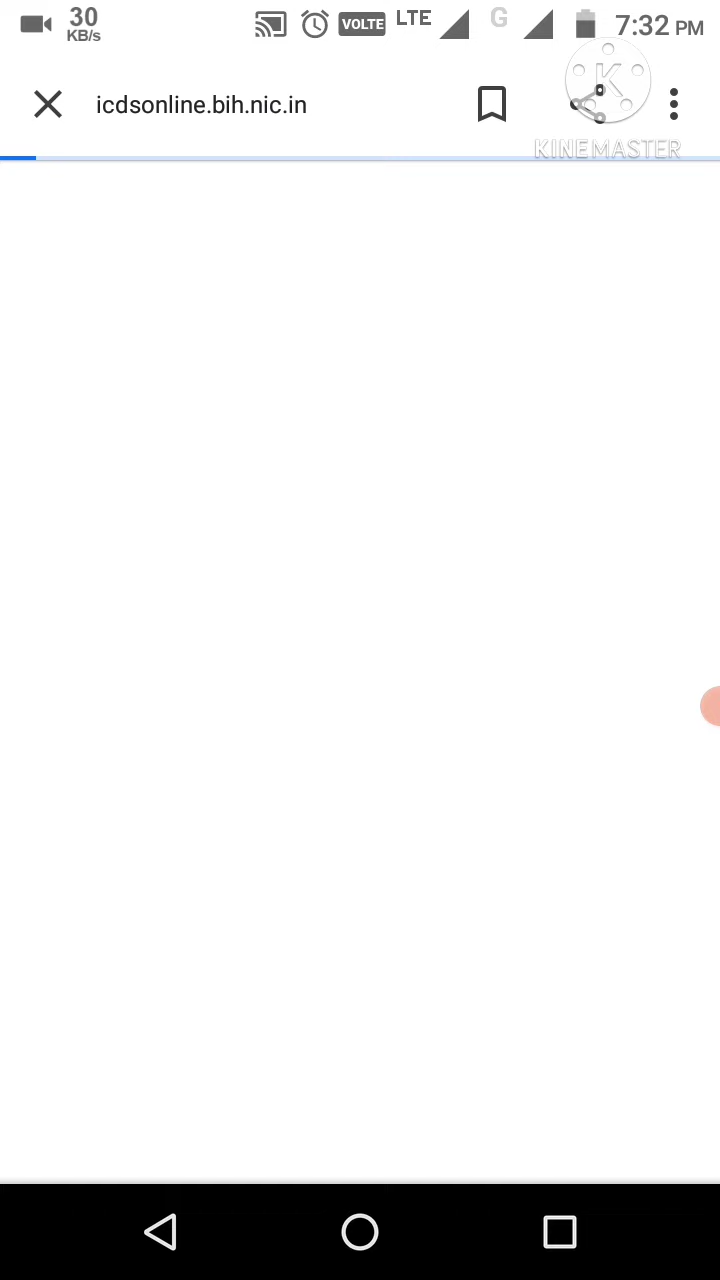 30
KB/s
VOLTE
LTE
G
7:32 PM
icdsonline.bih.nic.in
K
KINEMASTER